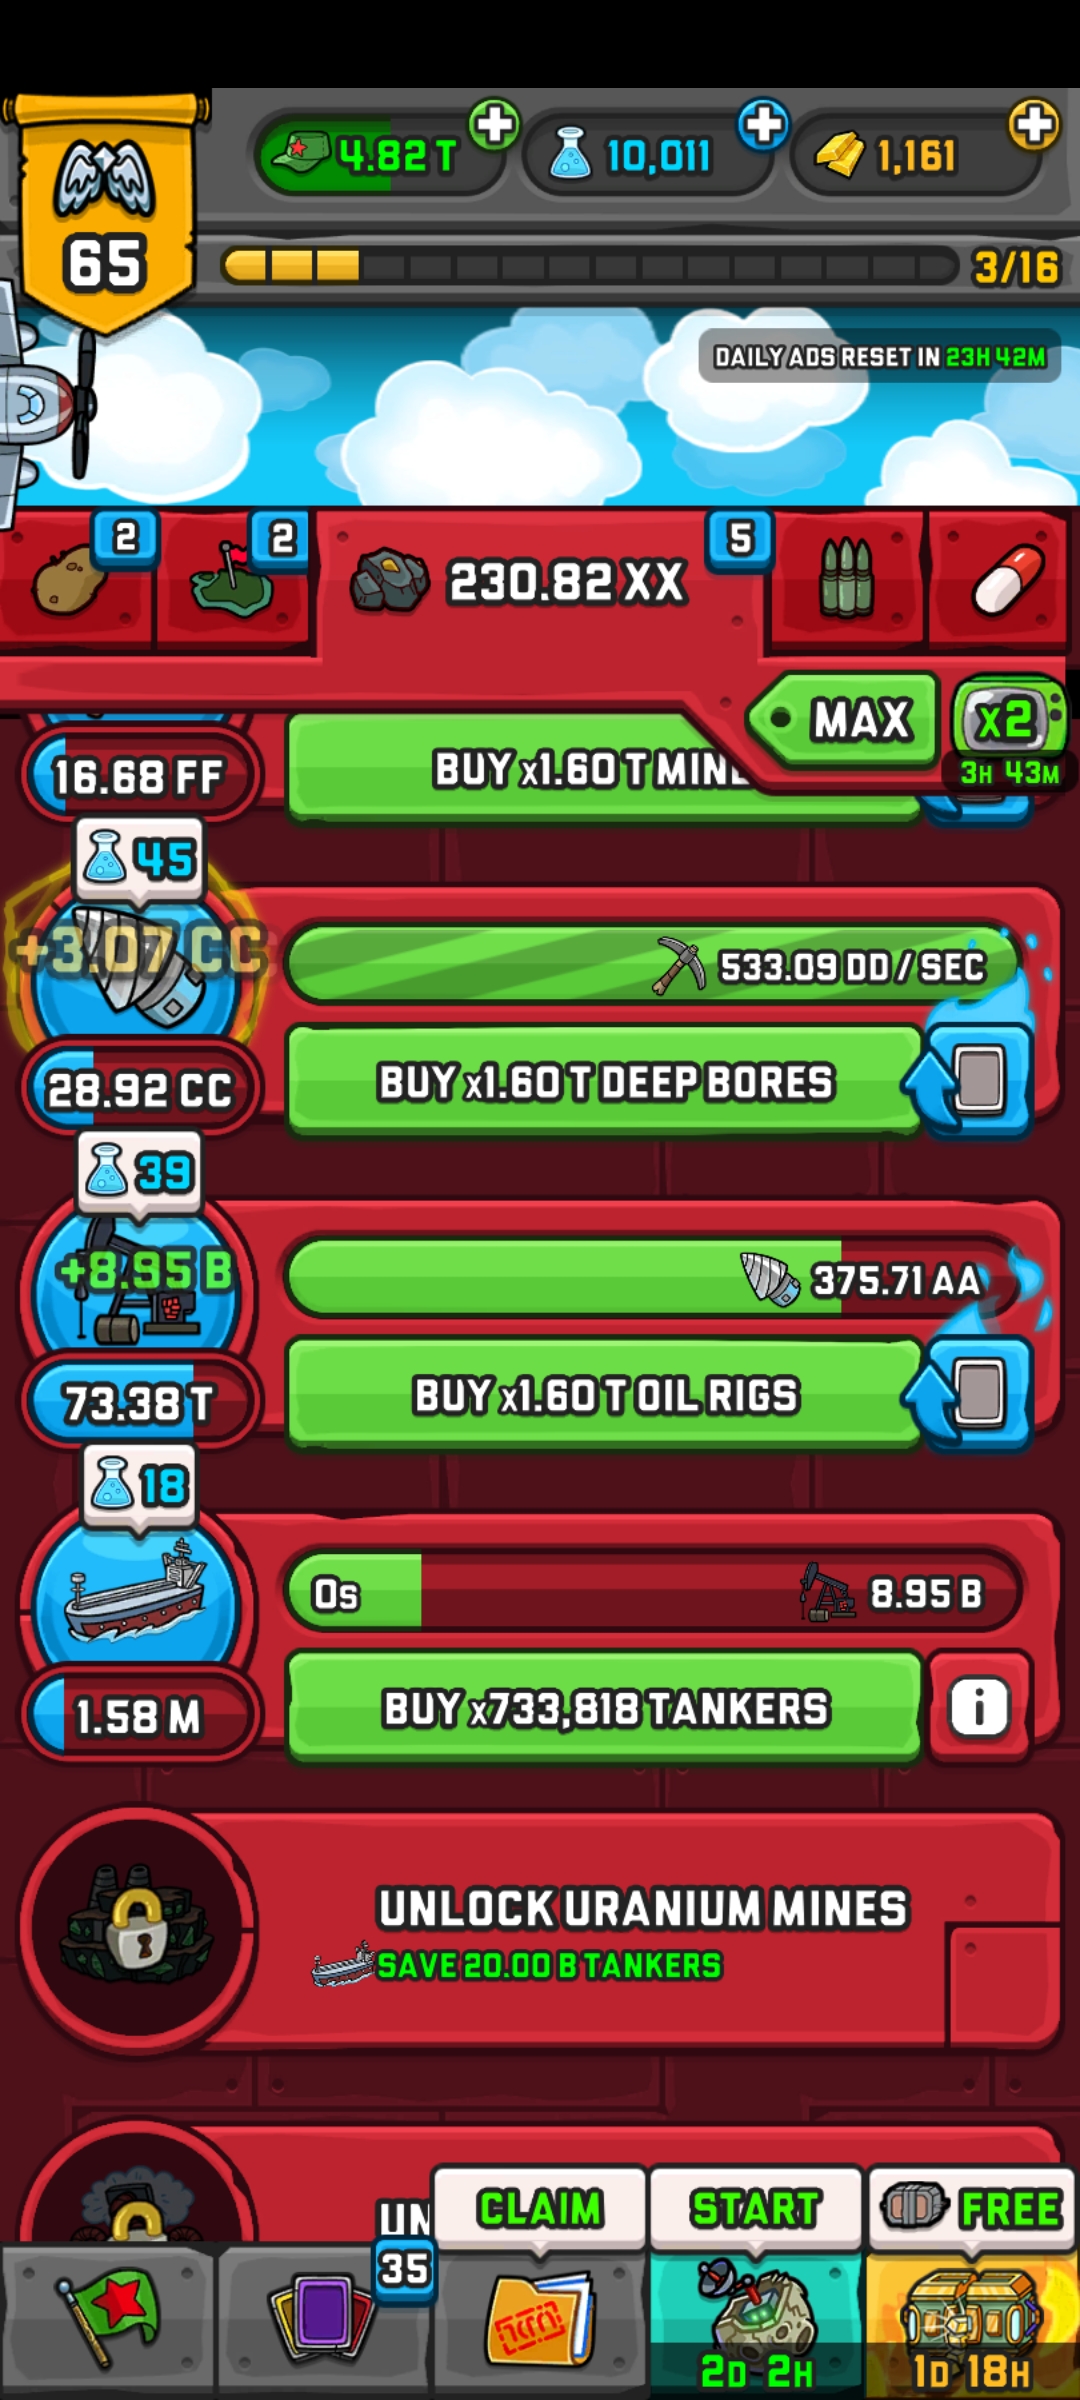 65
4.82 T
10,011
1,161
3/16
DAILY ADS RESET IN 23H 42M
2
2
230.82 XX
5
MAX
x2
3H 43M
16.68 FF
BUY x1.60 T
45
+3.07 CC
533.09 DD / SEC
28.92 CC
BUY x1.60 T DEEP BORES
39
+8.95 B
375.71 AA
73.38 T
BUY x1.60 T OIL RIGS
18
0s
8.95 B
1.58 M
BUY x733,818 TANKERS
i
UNLOCK URANIUM MINES
SAVE 20.00 B TANKERS
UN
CLAIM
START
FREE
35
2D 2H
1D 18H